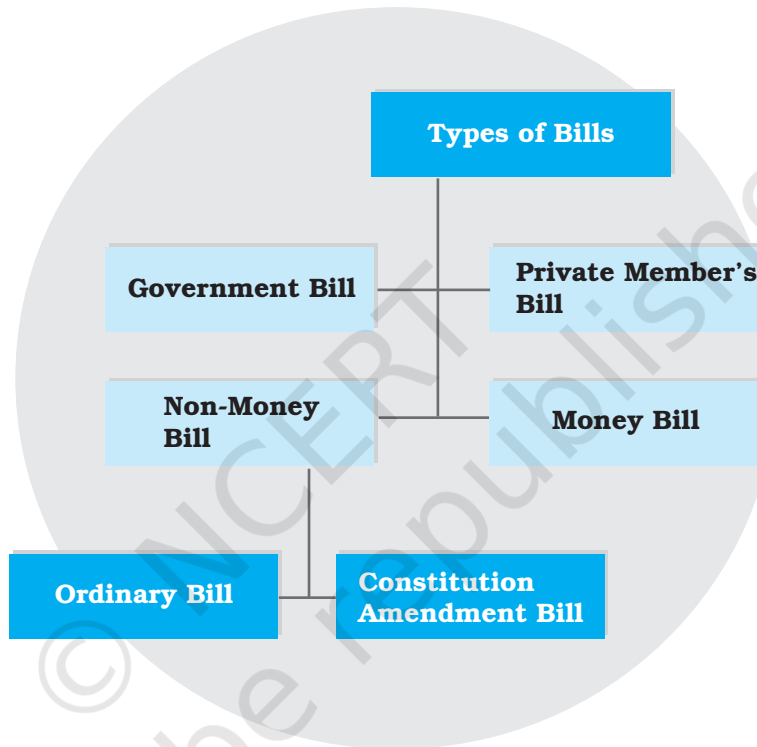 Types of Bills
Government Bill
Private Member's
Bill
Non-Money
Bill
Money Bill
Ordinary Bill
Constitution
Amendment Bill
© NCERT
be republishe